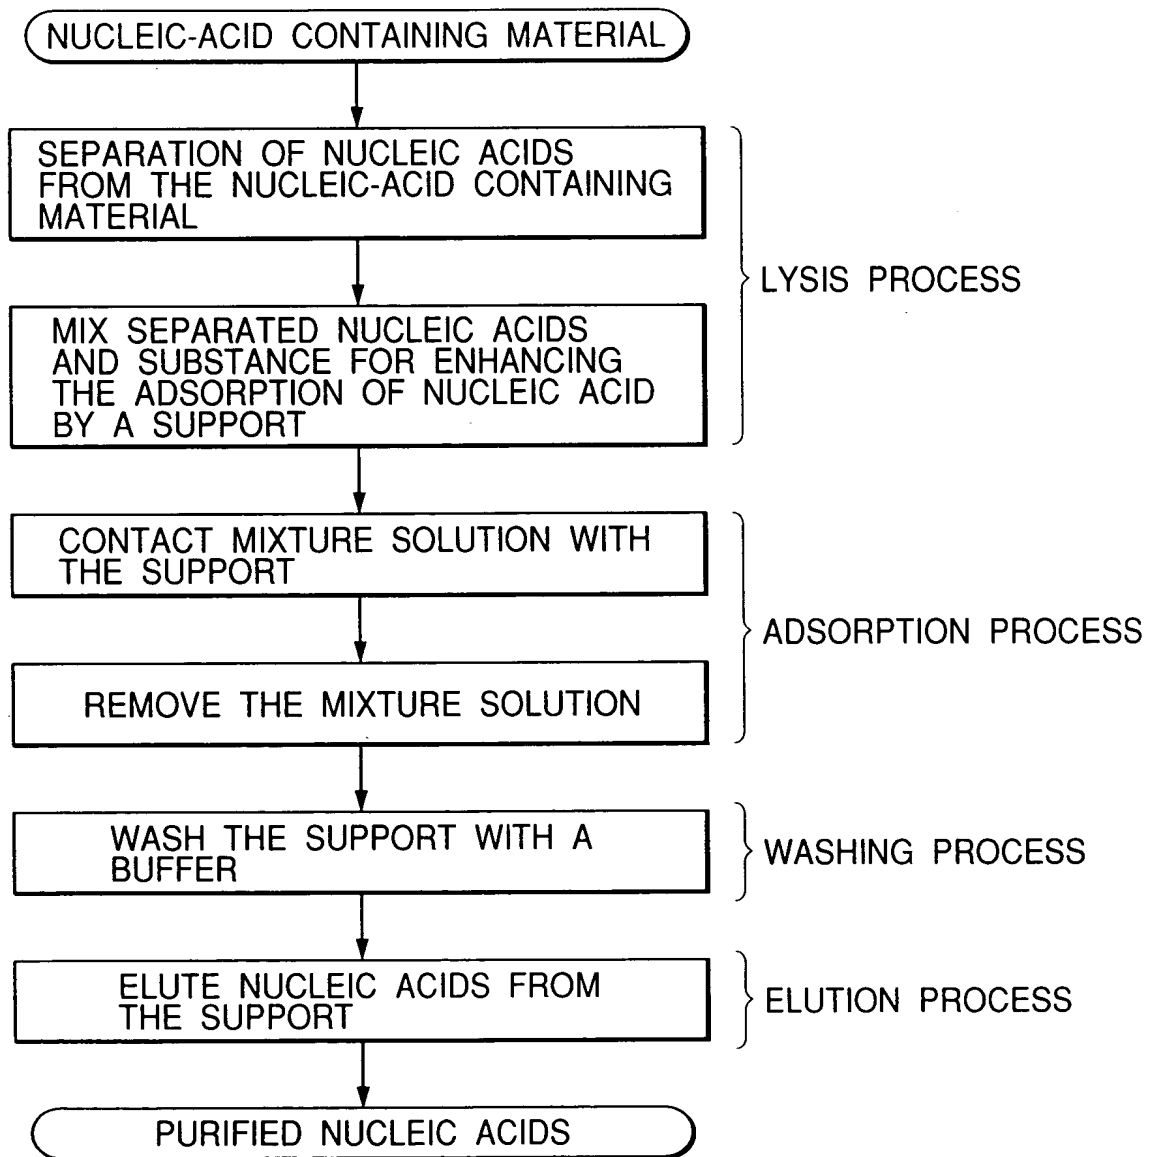 NUCLEIC-ACID CONTAINING MATERIAL
SEPARATION OF NUCLEIC ACIDS
FROM THE NUCLEIC-ACID CONTAINING
MATERIAL
LYSIS PROCESS
MIX SEPARATED NUCLEIC ACIDS
AND SUBSTANCE FOR ENHANCING
THE ADSORPTION OF NUCLEIC ACID
BY A SUPPORT
CONTACT MIXTURE SOLUTION WITH
THE SUPPORT
ADSORPTION PROCESS
REMOVE THE MIXTURE SOLUTION
WASH THE SUPPORT WITH A
BUFFER
WASHING PROCESS
ELUTE NUCLEIC ACIDS FROM
THE SUPPORT
ELUTION PROCESS
PURIFIED NUCLEIC ACIDS